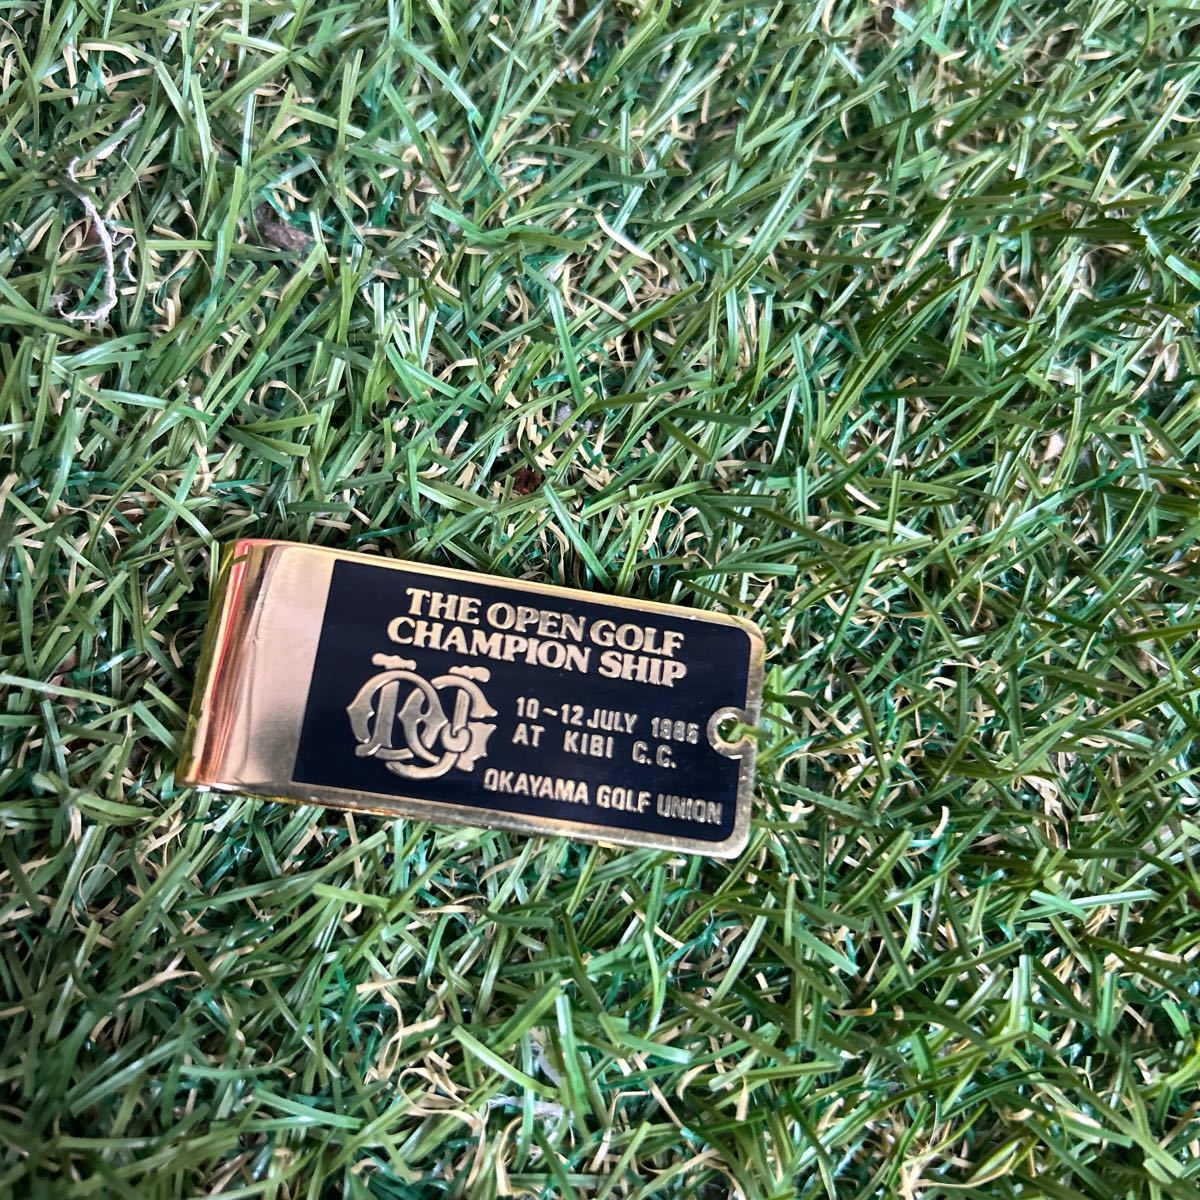 THE OPEN GOLF
CHAMPION SHIP
10~12 JULY 1985
AT KIBI C.C.
OKAYAMA GOLF UNION